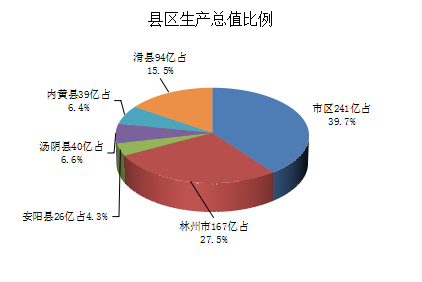 县区生产总值比例
滑县94亿占
15.5%
内黄县39亿占
6.4%
市区241亿占
39.7%
汤阴县40亿占
6.6%
安阳县26亿占4.3%
林州市167亿占
27.5%